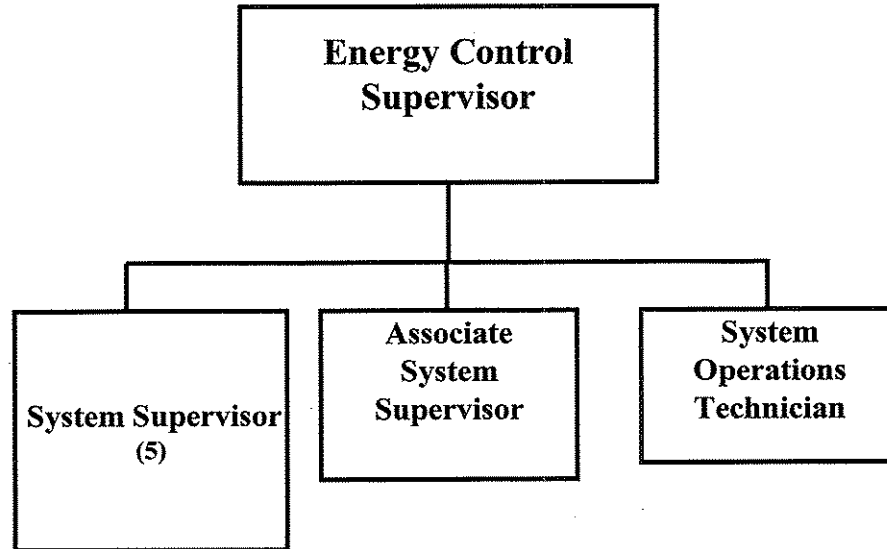 Energy Control
Supervisor
System Supervisor
(5)
Associate
System
Supervisor
System
Operations
Technician